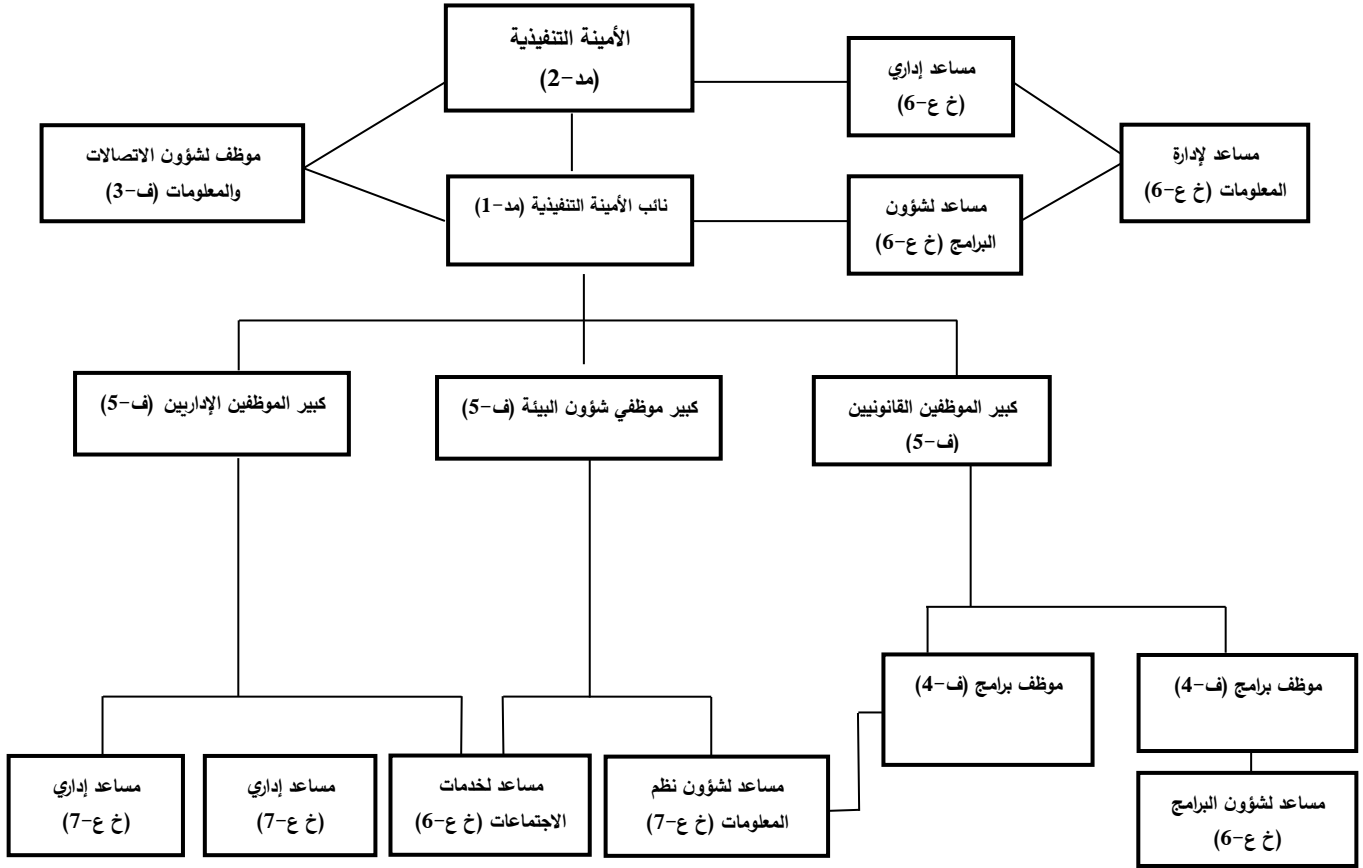 الأمينة التنفيذية
(مد-2)
مساعد إداري
(خ ع-6)
مساعد لإدارة
المعلومات (خ ع-6)
موظف لشؤون الاتصالات
والمعلومات (ف-3)
مساعد لشؤون
البرامج (خ ع-6)
نائب الأمينة التنفيذية (مد-1)
كبير الموظفين القانونيين
(ف-5)
كبير موظفي شؤون البيئة (ف-5)
كبير الموظفين الإداريين (ف-5)
موظف برامج (ف-4)
موظف برامج (ف-4)
مساعد لشؤون البرامج
(خ ع-6)
مساعد لشؤون نظم
المعلومات (خ ع-7)
مساعد لخدمات
الاجتماعات (خ ع-6)
مساعد إداري
(خ ع-7)
مساعد إداري
(خ ع-7)